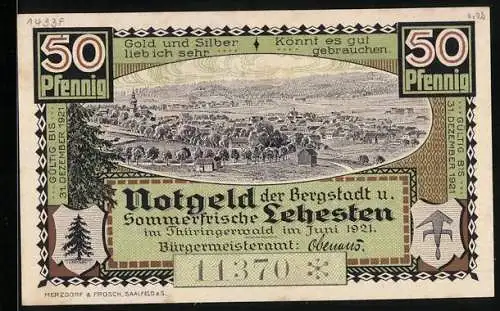 1433F
50
Pfennig
Gold und Silber ✦ Könnt es gut
lieb ich sehr .... .... gebrauchen.
50
Pfennig
GÜLTIG BIS ...
31. DEZEMBER 1921
GÜLTIG BIS ...
31. DEZEMBER 1921
Notgeld der Bergstadt u.
Sommerfrische Lehesten
im Thüringerwald im Juni 1921.
Bürgermeisteramt:
11370 ✻
MERZDORF & FROSCH, SAALFELD a.S.